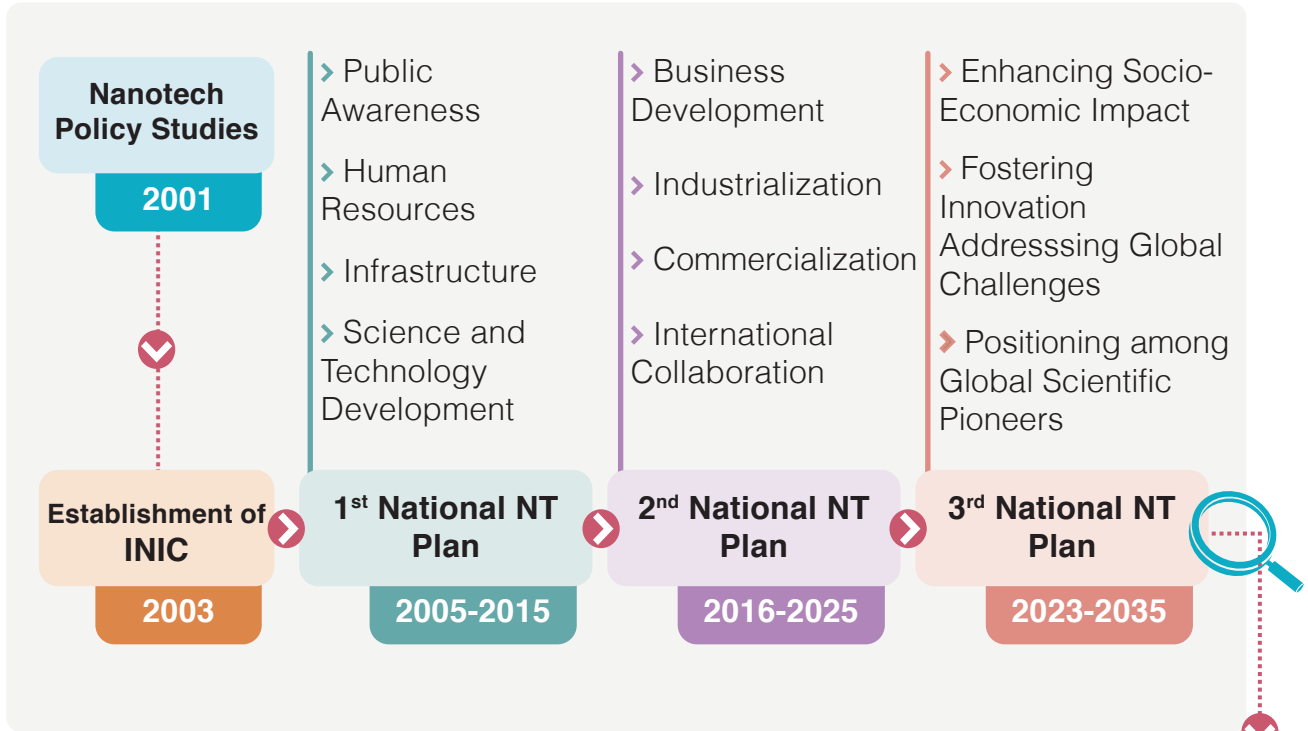 Nanotech
Policy Studies
2001
Establishment of
INIC
2003
Public
Awareness
Human
Resources
Infrastructure
Science and
Technology
Development
1st National NT
Plan
2005-2015
Business
Development
Industrialization
Commercialization
International
Collaboration
2nd National NT
Plan
2016-2025
Enhancing Socio-
Economic Impact
Fostering
Innovation
Addresssing Global
Challenges
Positioning among
Global Scientific
Pioneers
3rd National NT
Plan
2023-2035